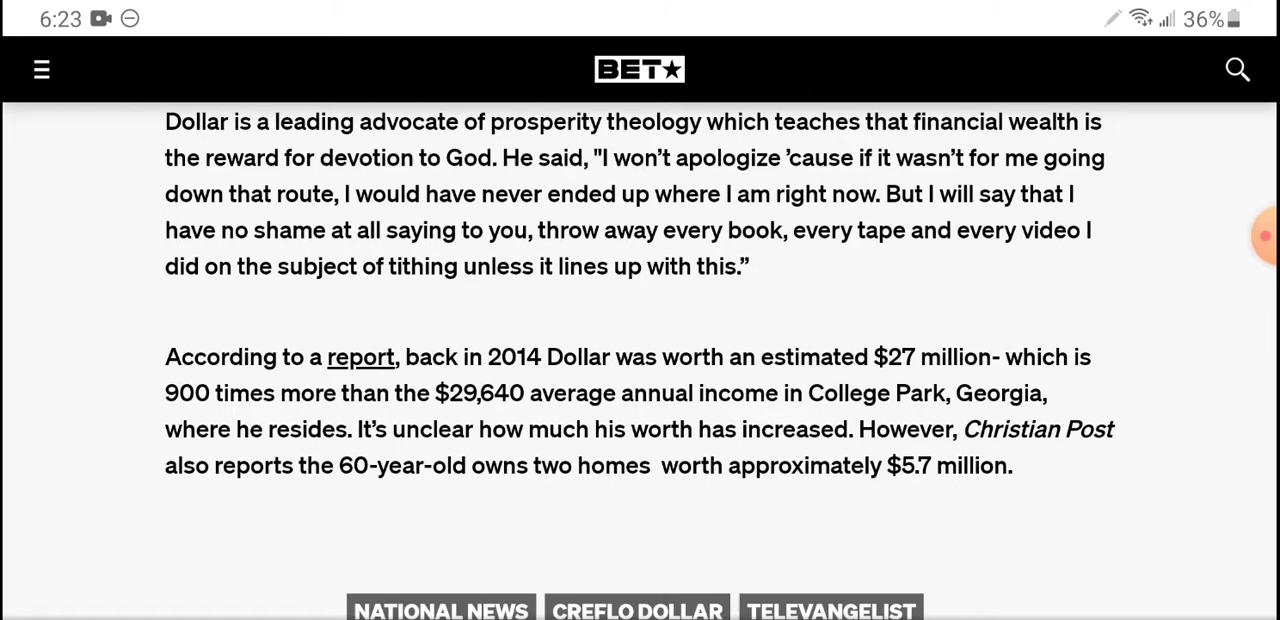 6:23 36%
BET★
Dollar is a leading advocate of prosperity theology which teaches that financial wealth is
the reward for devotion to God. He said, "I won’t apologize ’cause if it wasn’t for me going
down that route, I would have never ended up where I am right now. But I will say that I
have no shame at all saying to you, throw away every book, every tape and every video I
did on the subject of tithing unless it lines up with this.”
According to a report, back in 2014 Dollar was worth an estimated $27 million- which is
900 times more than the $29,640 average annual income in College Park, Georgia,
where he resides. It’s unclear how much his worth has increased. However, Christian Post
also reports the 60-year-old owns two homes  worth approximately $5.7 million.
NATIONAL NEWS CREFLO DOLLAR TELEVANGELIST